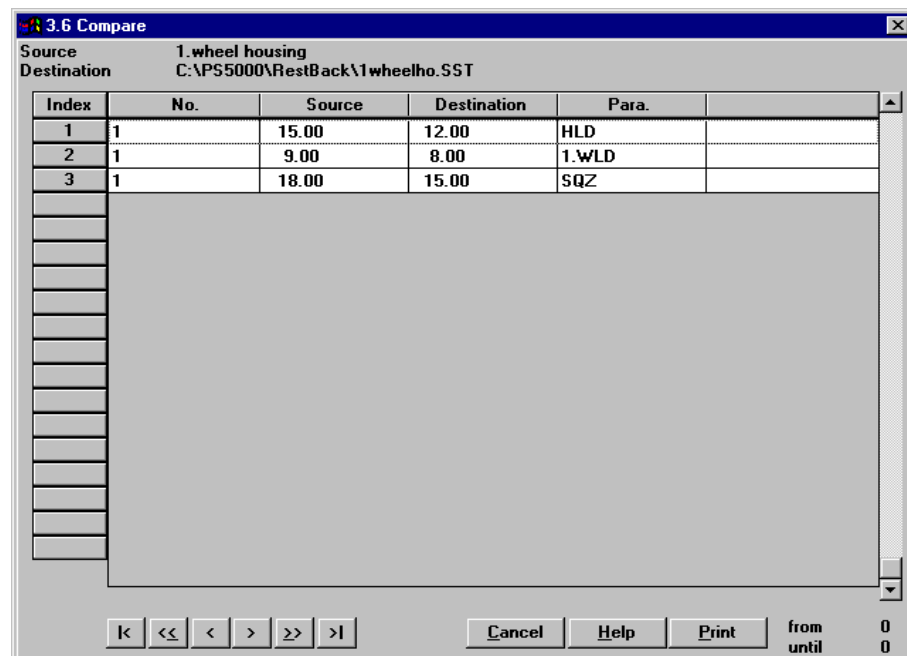 3.6 Compare
Source 1.wheel housing
Destination C:\PS5000\RestBack\1wheelho.SST
Index No. Source Destination Para.
1 1 15.00 12.00 HLD
2 1 9.00 8.00 1.WLD
3 1 18.00 15.00 SQZ
|< << < > >> >| Cancel Help Print from 0
until 0